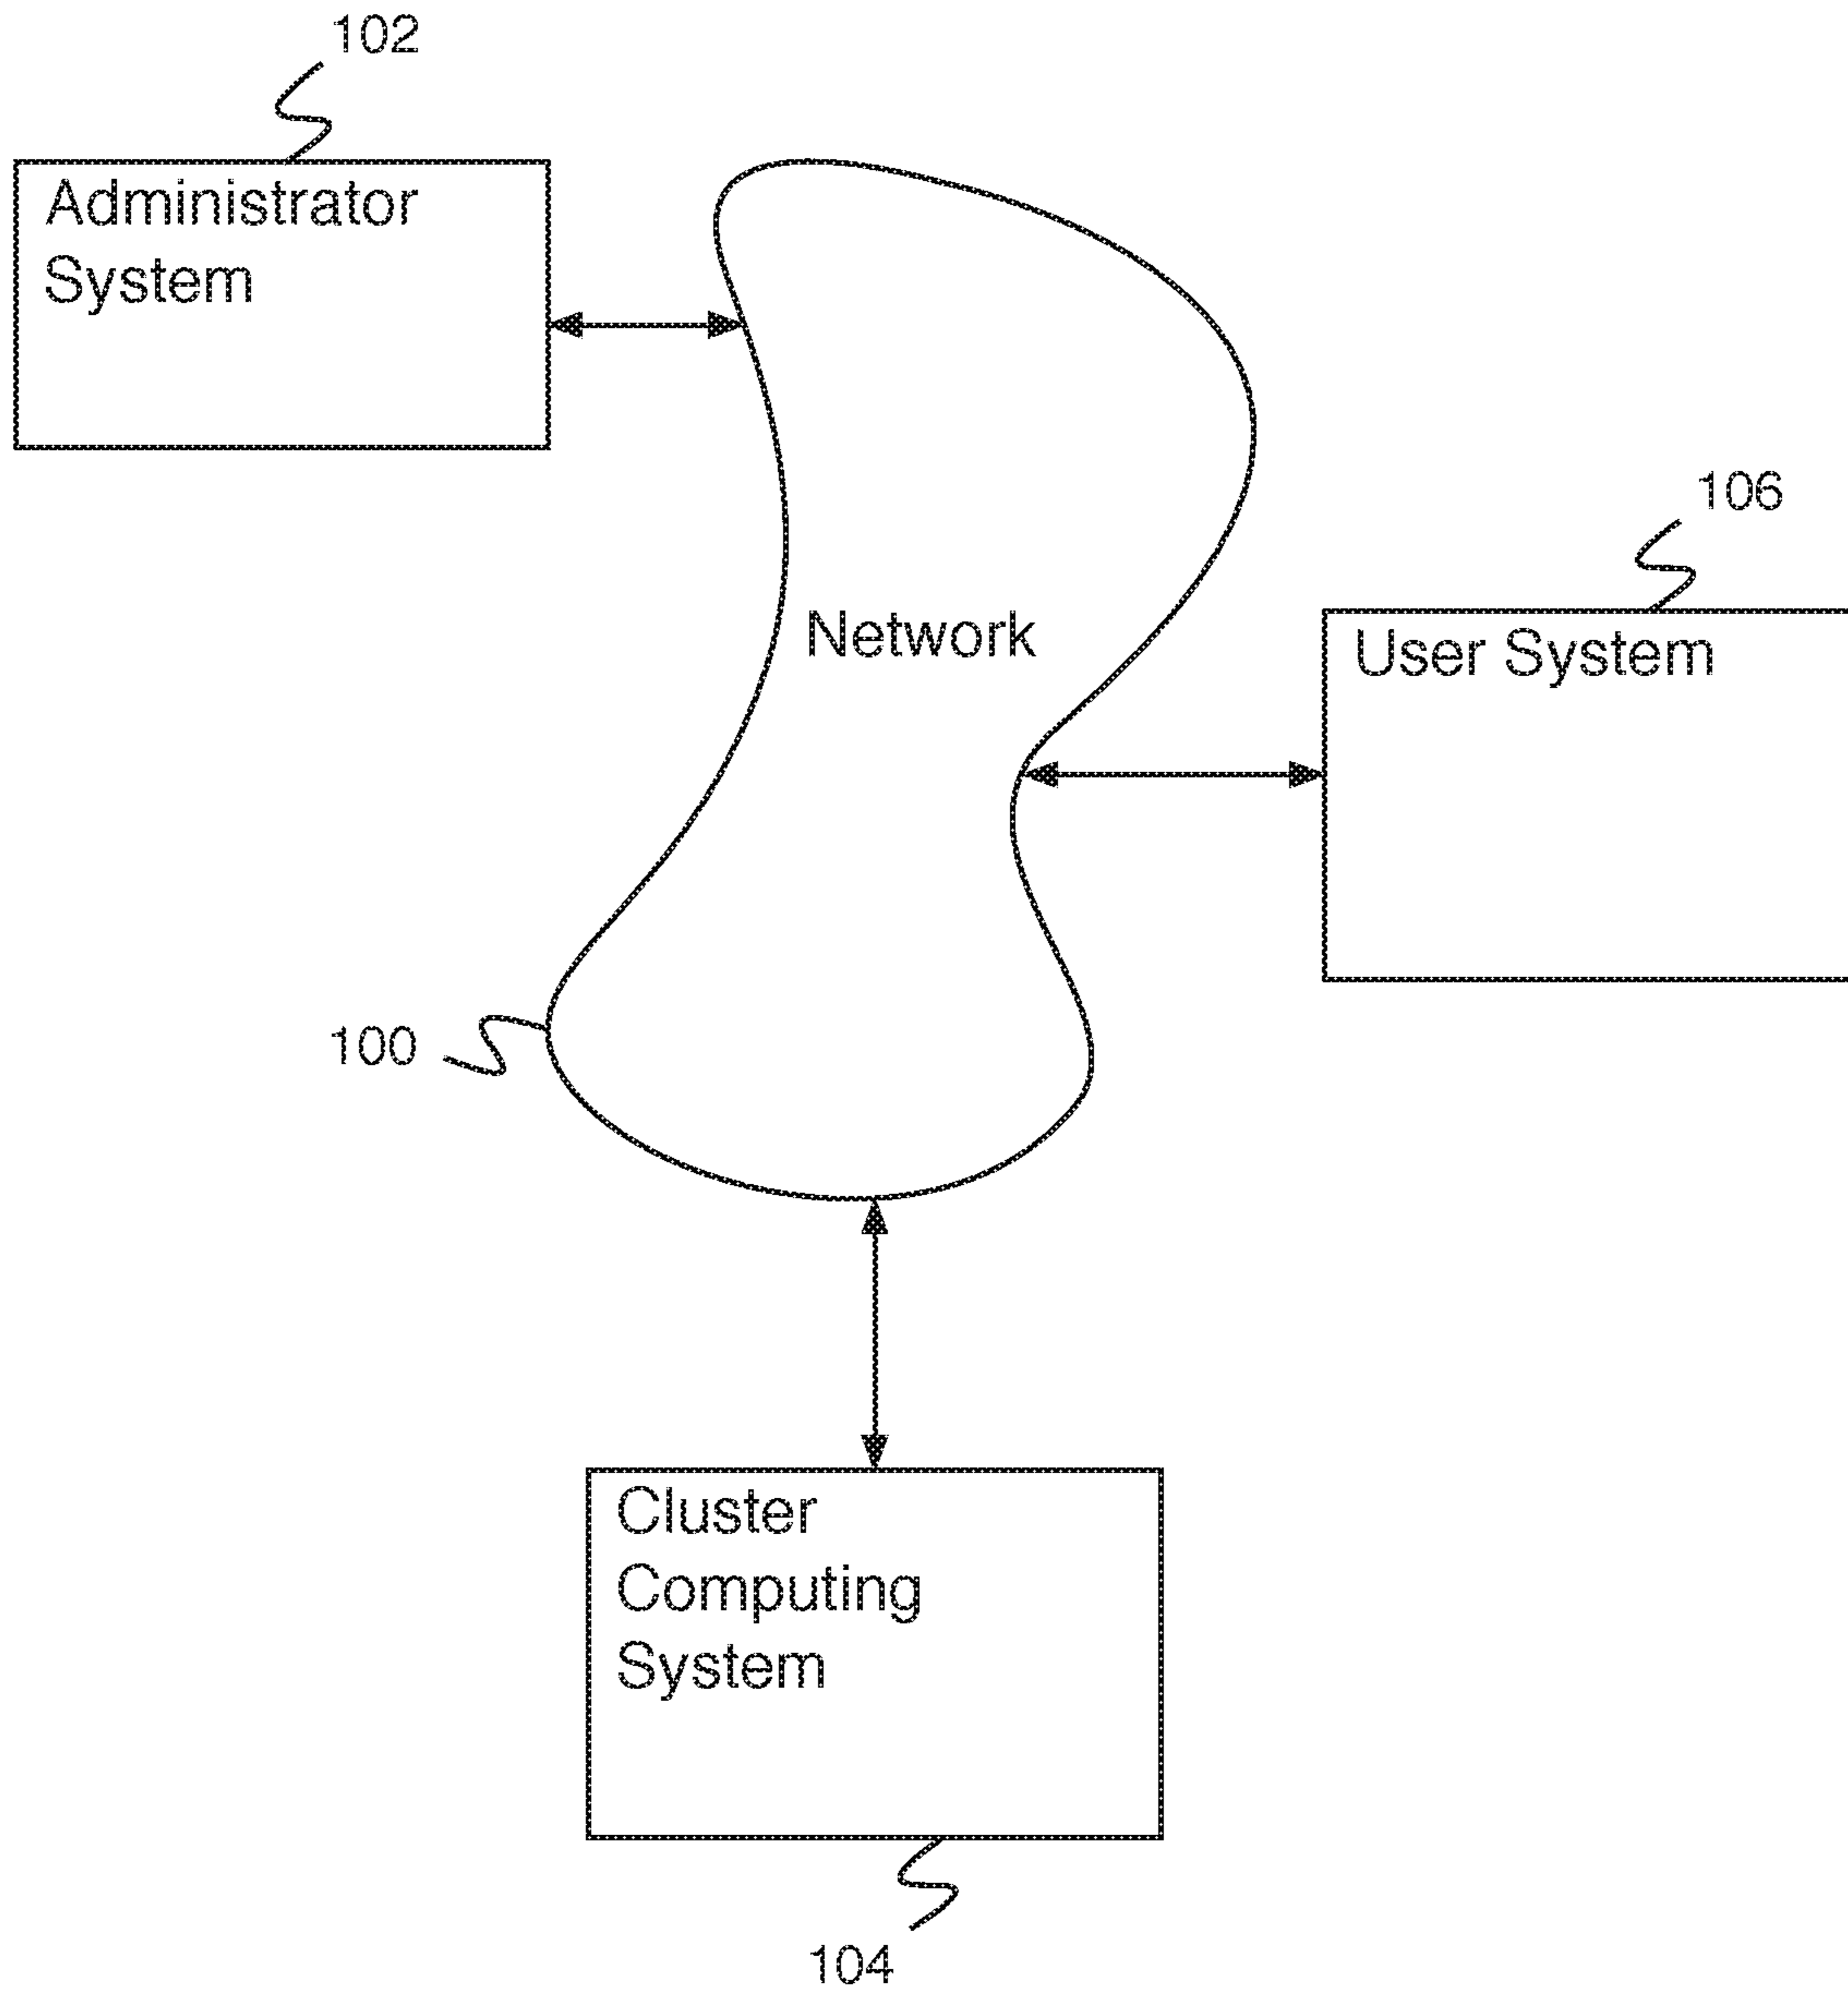 102
Administrator
System
106
Network
User System
100
Cluster
Computing
System
104